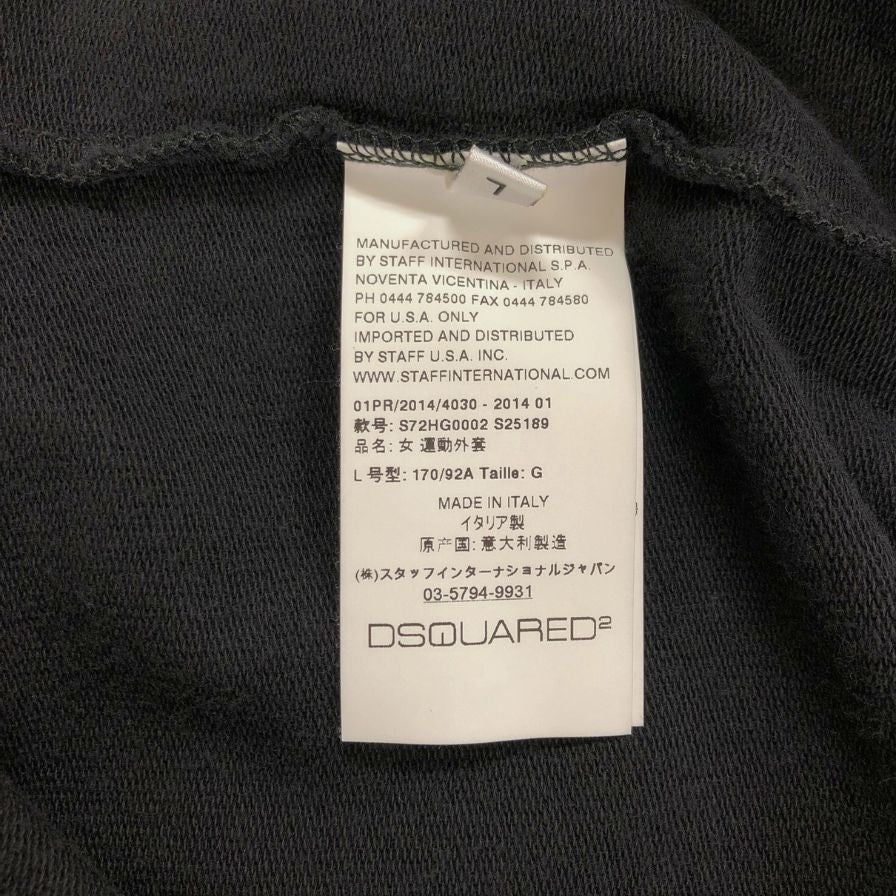 L
MANUFACTURED AND DISTRIBUTED
BY STAFF INTERNATIONAL S.P.A.
NOVENTA VICENTINA - ITALY
PH 0444 784500 FAX 0444 784580
FOR U.S.A. ONLY
IMPORTED AND DISTRIBUTED
BY STAFF U.S.A. INC.
WWW.STAFFINTERNATIONAL.COM
01PR/2014/4030 - 2014 01
款号: S72HG0002 S25189
品名: 女 運動外套
L 号型: 170/92A Taille: G
MADE IN ITALY
イタリア製
原产国: 意大利製造
(株)スタッフインターナショナルジャパン
03-5794-9931
DSQUARED²